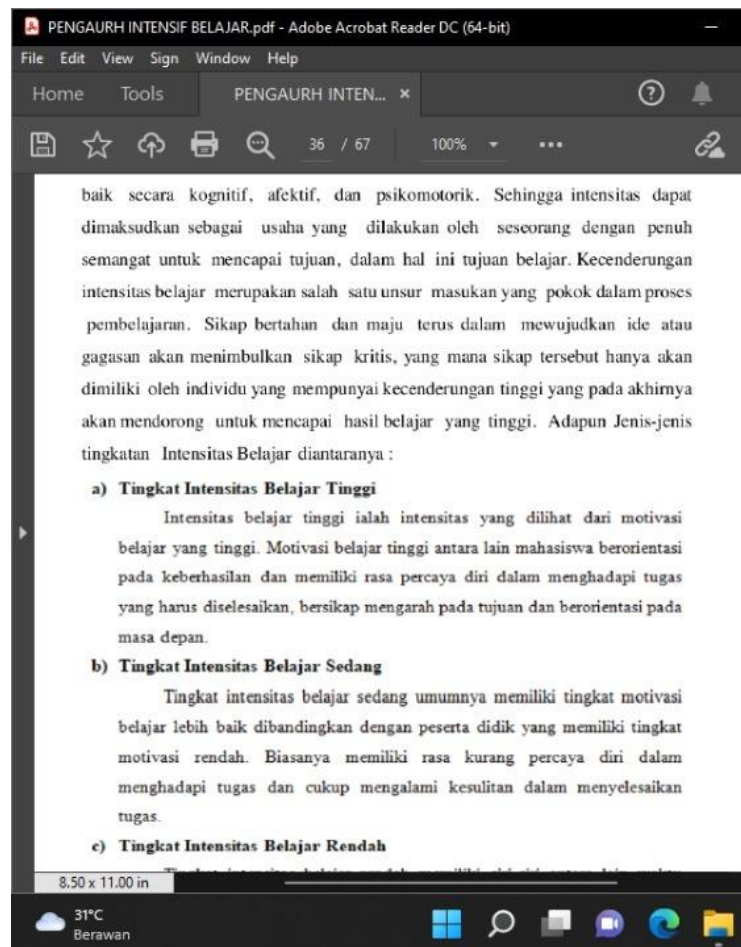 PENGAURH INTENSIF BELAJAR.pdf - Adobe Acrobat Reader DC (64-bit)
File Edit View Sign Window Help
Home Tools PENGAURH INTEN... ×
36 / 67 100%
baik secara kognitif, afektif, dan psikomotorik. Sehingga intensitas dapat
dimaksudkan sebagai usaha yang dilakukan oleh seseorang dengan penuh
semangat untuk mencapai tujuan, dalam hal ini tujuan belajar. Kecenderungan
intensitas belajar merupakan salah satu unsur masukan yang pokok dalam proses
pembelajaran. Sikap bertahan dan maju terus dalam mewujudkan ide atau
gagasan akan menimbulkan sikap kritis, yang mana sikap tersebut hanya akan
dimiliki oleh individu yang mempunyai kecenderungan tinggi yang pada akhirnya
akan mendorong untuk mencapai hasil belajar yang tinggi. Adapun Jenis-jenis
tingkatan Intensitas Belajar diantaranya :
a) Tingkat Intensitas Belajar Tinggi
Intensitas belajar tinggi ialah intensitas yang dilihat dari motivasi
belajar yang tinggi. Motivasi belajar tinggi antara lain mahasiswa berorientasi
pada keberhasilan dan memiliki rasa percaya diri dalam menghadapi tugas
yang harus diselesaikan, bersikap mengarah pada tujuan dan berorientasi pada
masa depan.
b) Tingkat Intensitas Belajar Sedang
Tingkat intensitas belajar sedang umumnya memiliki tingkat motivasi
belajar lebih baik dibandingkan dengan peserta didik yang memiliki tingkat
motivasi rendah. Biasanya memiliki rasa kurang percaya diri dalam
menghadapi tugas dan cukup mengalami kesulitan dalam menyelesaikan
tugas.
c) Tingkat Intensitas Belajar Rendah
8.50 x 11.00 in
31°C
Berawan